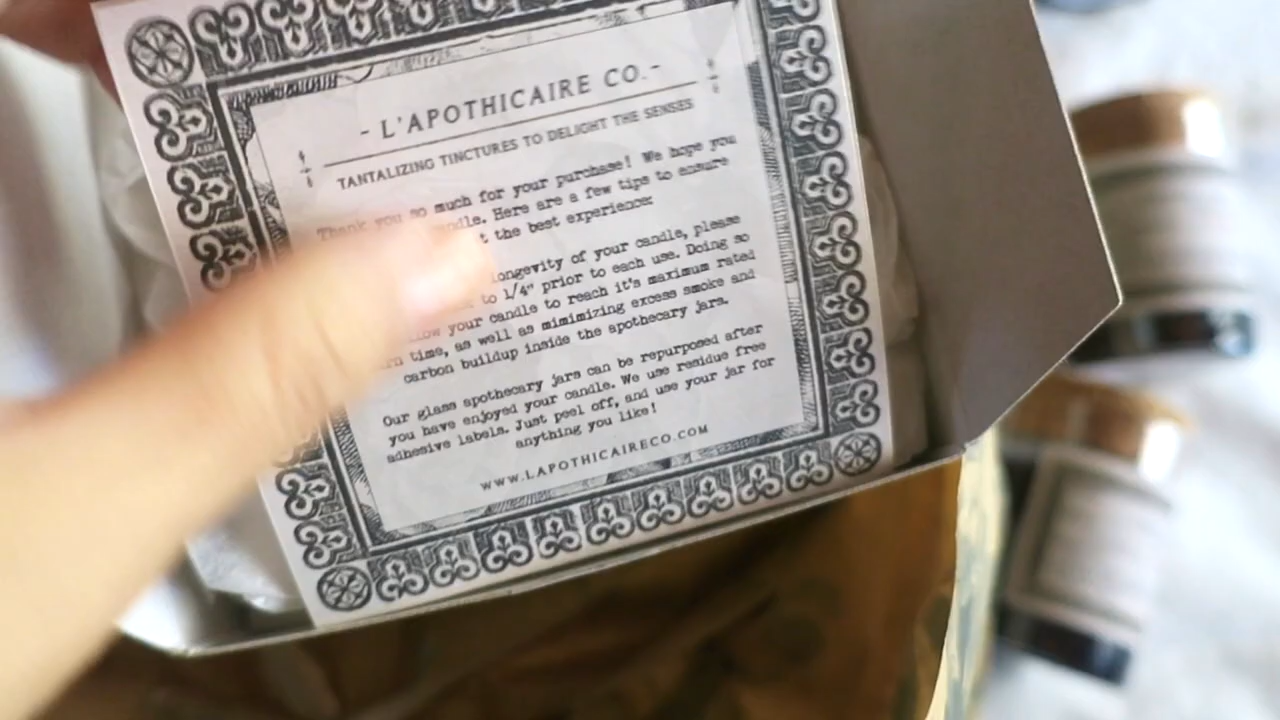 - L'APOTHICAIRE CO. -
TANTALIZING TINCTURES TO DELIGHT THE SENSES
Thank you so much for your purchase! We hope you
candle. Here are a few tips to ensure
the best experience:
longevity of your candle, please
to 1/4" prior to each use. Doing so
your candle to reach it's maximum rated
time, as well as mimimizing excess smoke and
carbon buildup inside the apothecary jars.
Our glass apothecary jars can be repurposed after
you have enjoyed your candle. We use residue free
adhesive labels. Just peel off, and use your jar for
anything you like!
WWW.LAPOTHICAIRECO.COM